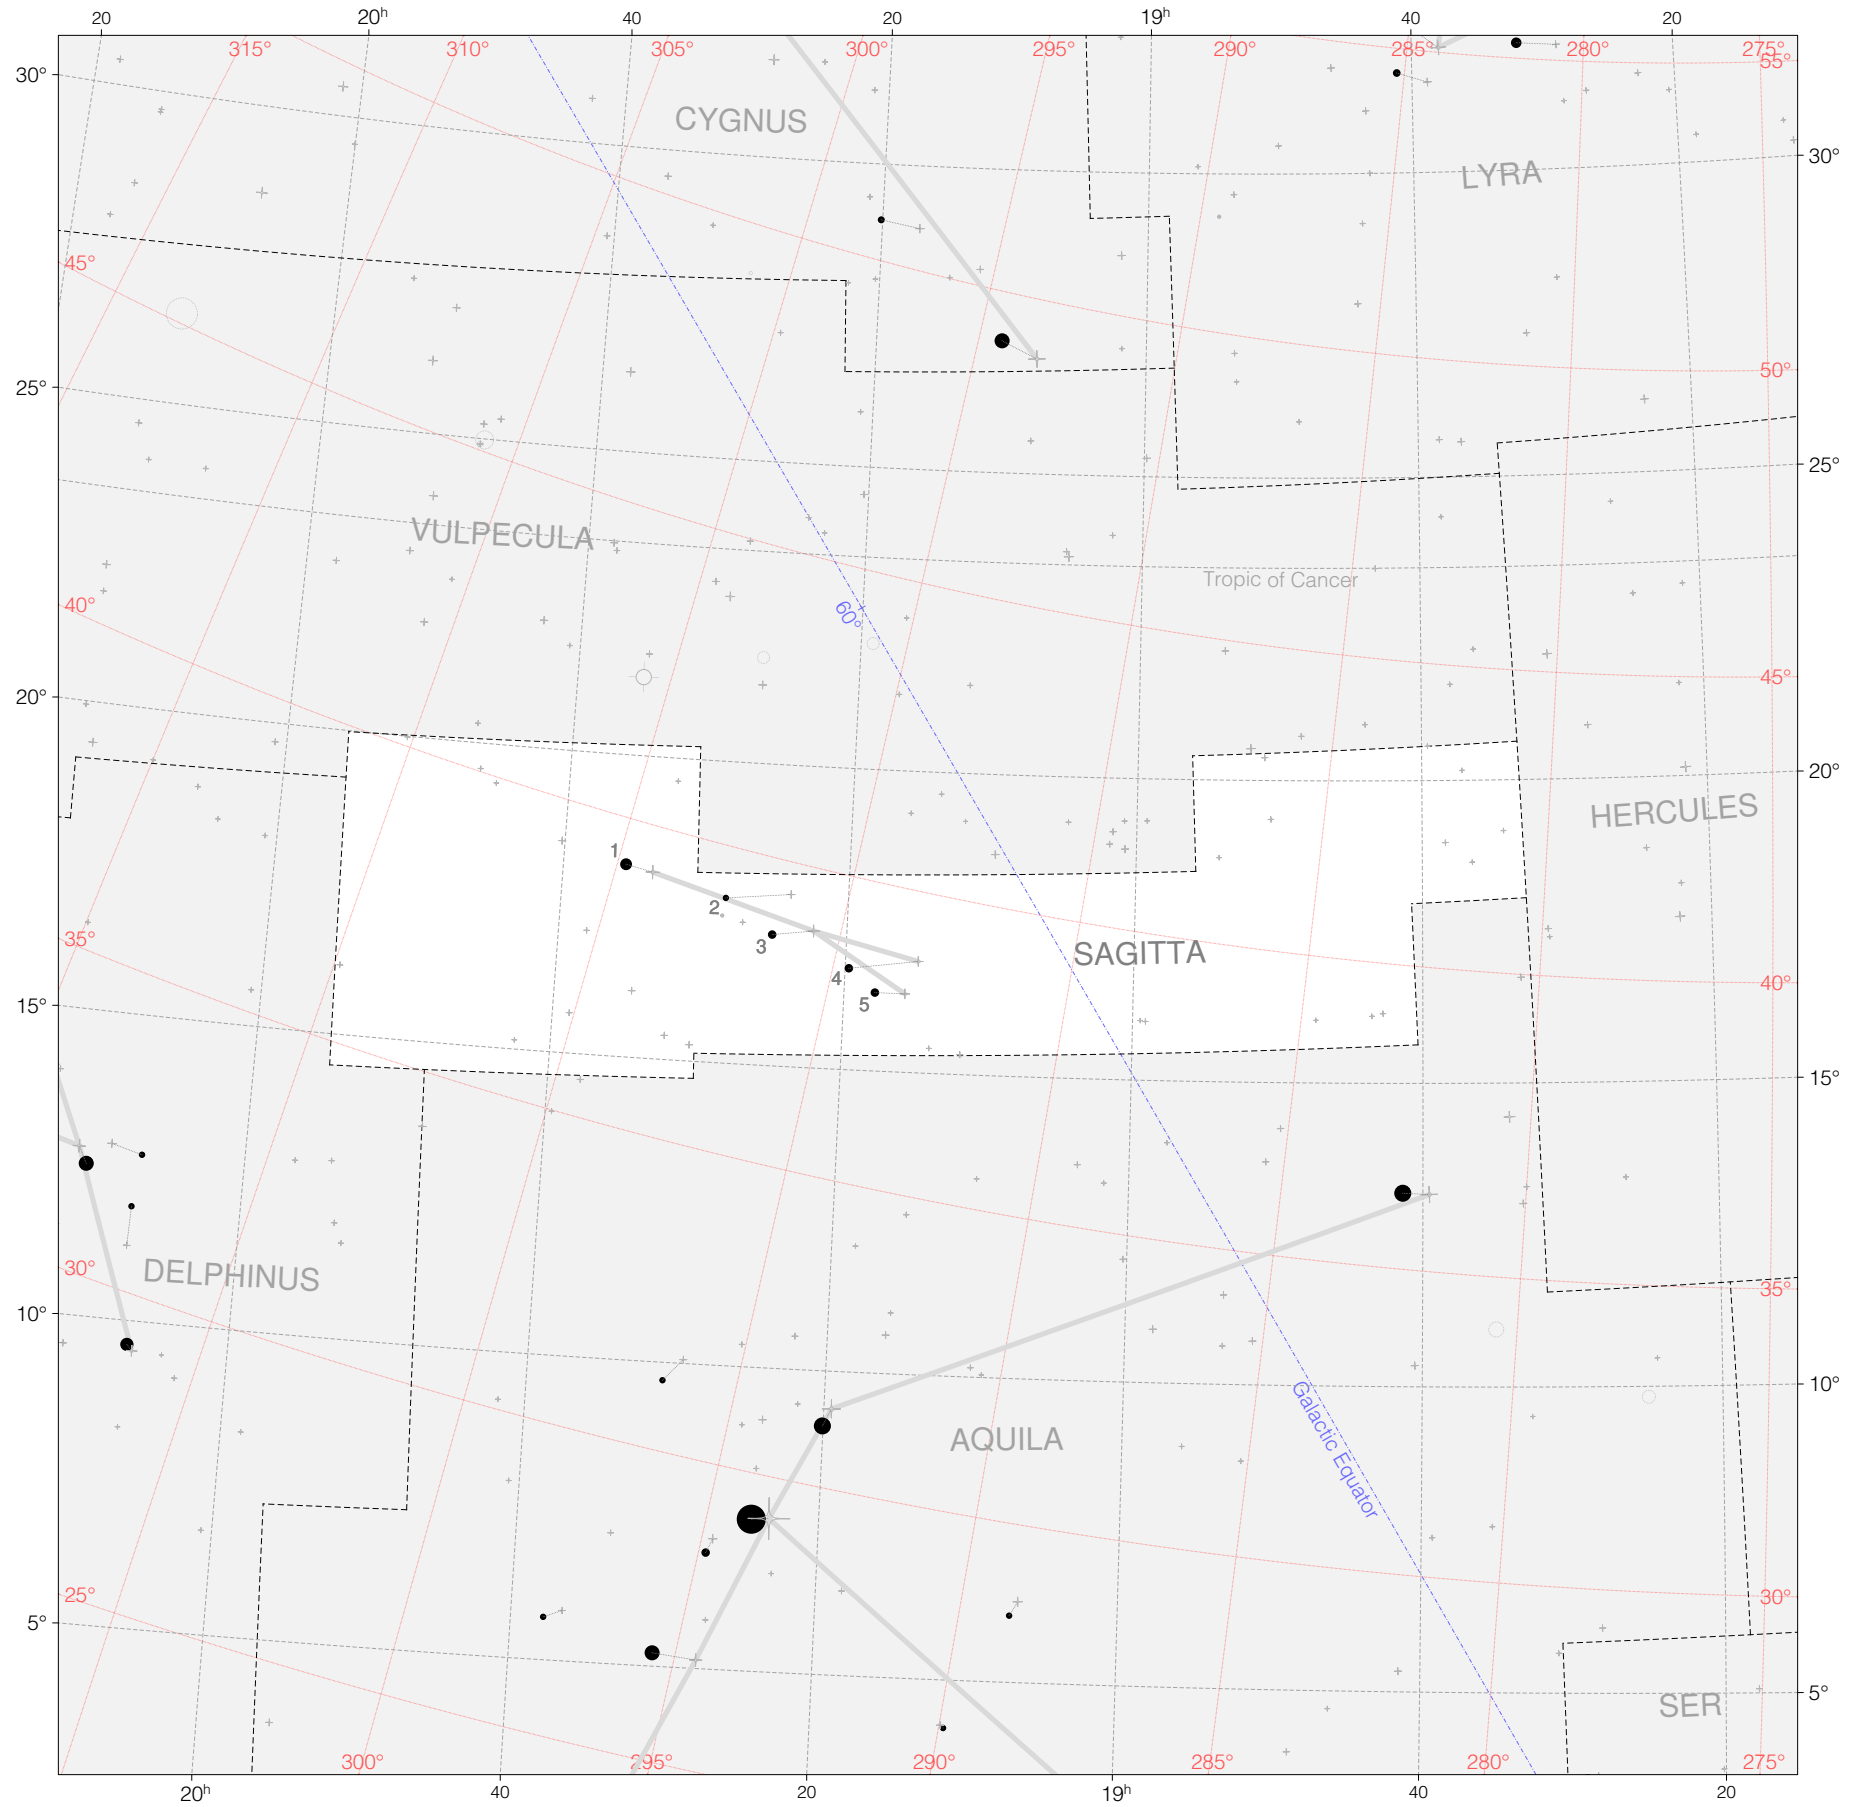 20 20ʰ 40 20 19ʰ 40 20
315° 310° 305° 300° 295° 290° 285° 280° 275°
55°
30°
CYGNUS
30°
LYRA
45°
50°
25°
25°
VULPECULA
Tropic of Cancer
40°
60°
45°
20°
20°
HERCULES
1
2
35°
3
SAGITTA
4
40°
5
15°
15°
DELPHINUS
30°
35°
10°
10°
AQUILA
Galactic Equator
25°
30°
5°
5°
SER
300° 295° 290° 285° 280° 275°
20ʰ 40 20 19ʰ 40 20